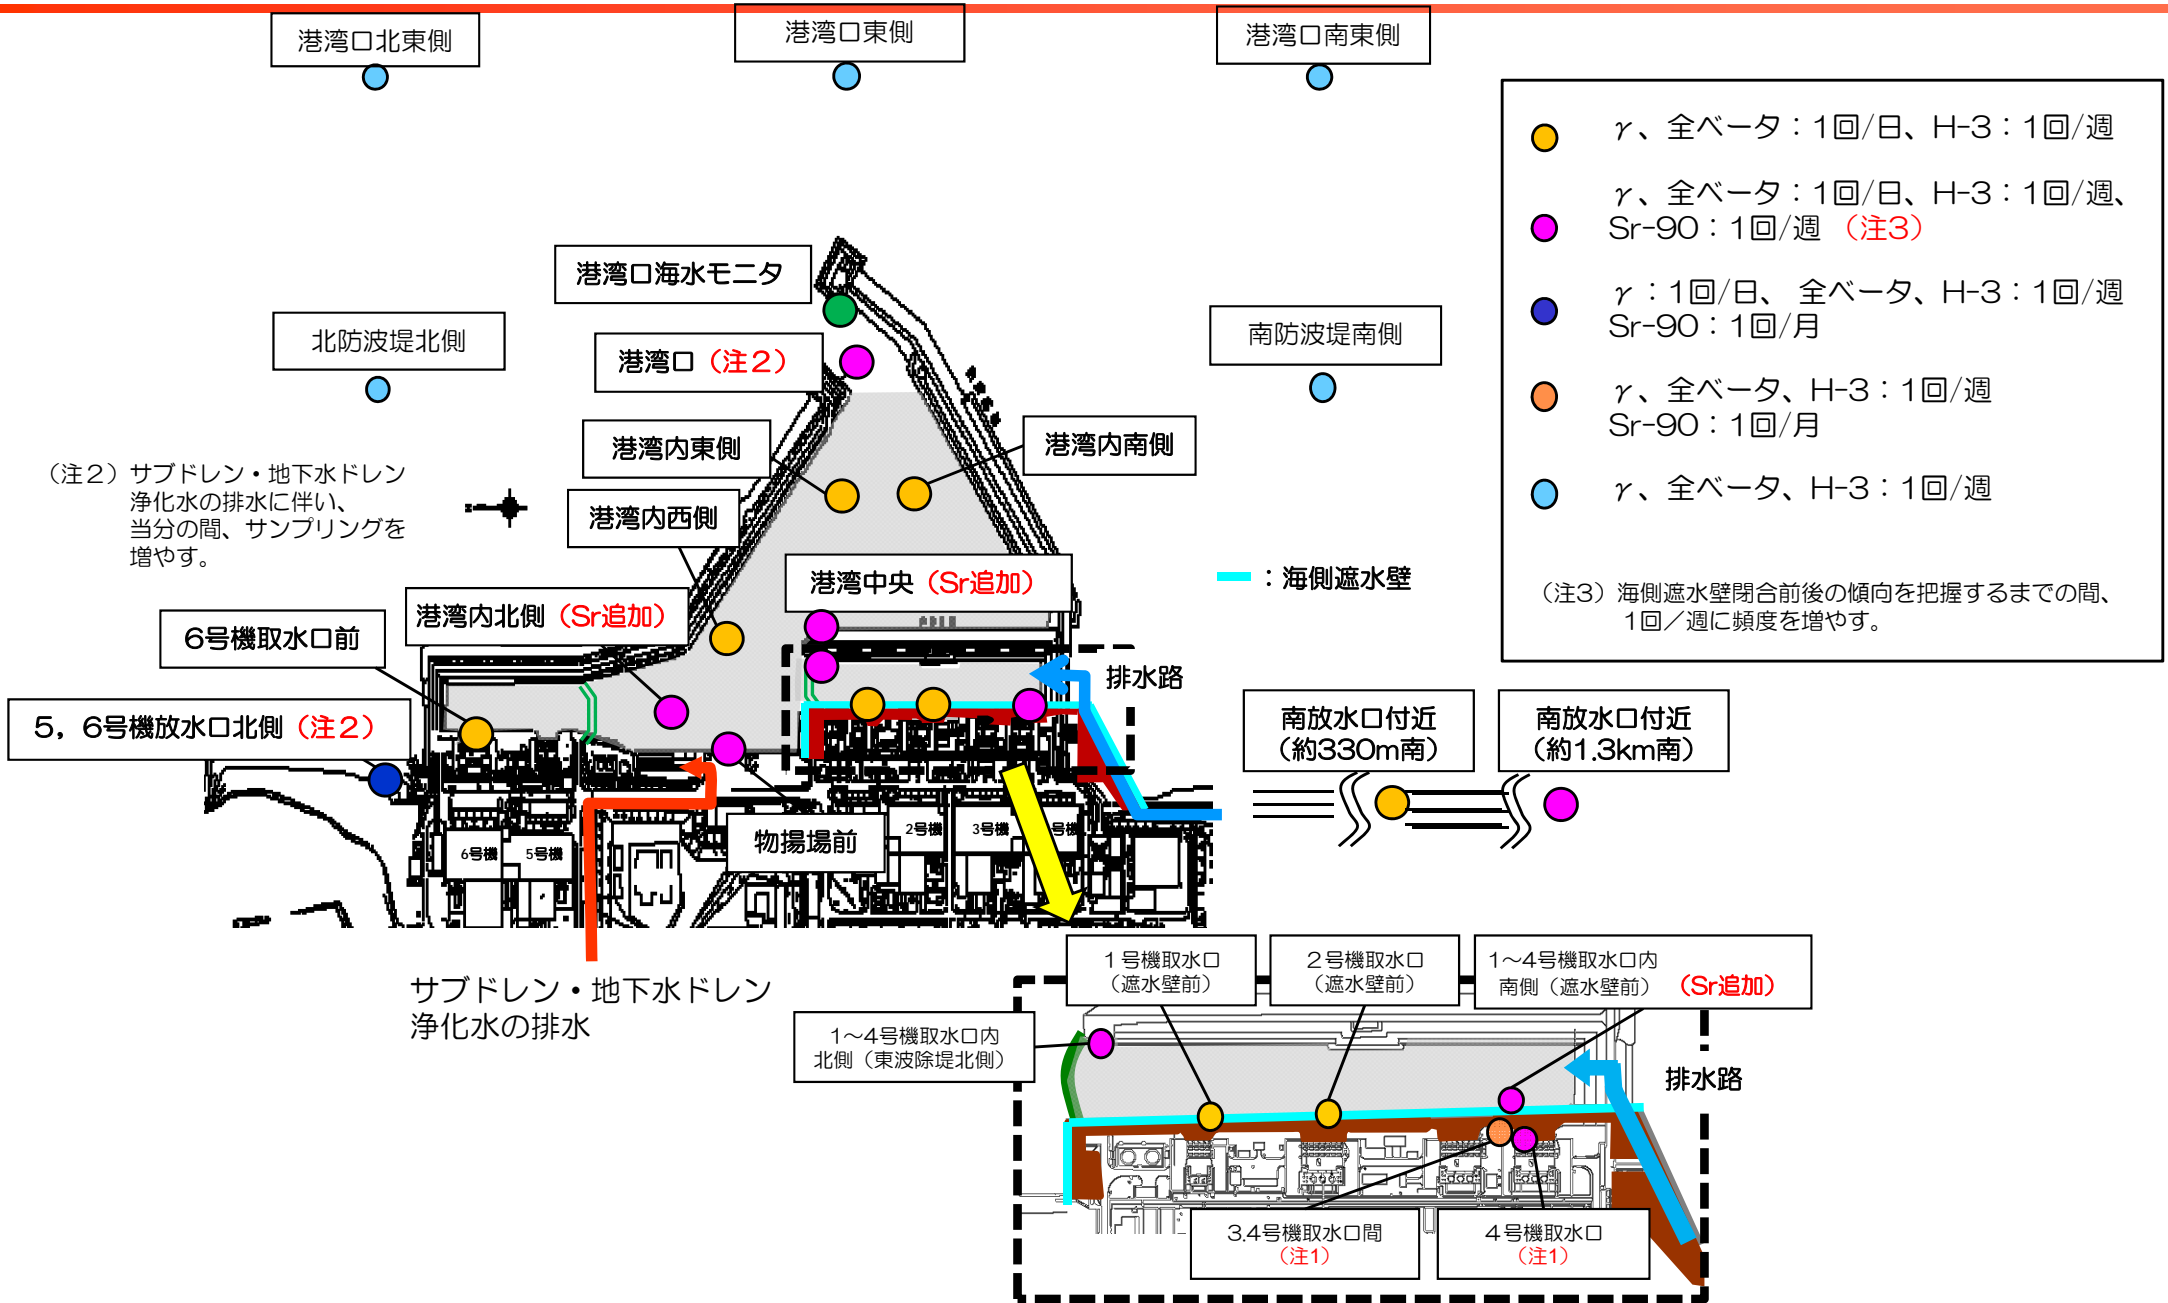 港湾口北東側
港湾口東側
港湾口南東側
γ、全ベータ：1回/日、H-3：1回/週
γ、全ベータ：1回/日、H-3：1回/週、
Sr-90：1回/週（注3）
γ：1回/日、 全ベータ、H-3：1回/週
Sr-90：1回/月
γ、全ベータ、H-3：1回/週
Sr-90：1回/月
γ、全ベータ、H-3：1回/週
（注3）海側遮水壁閉合前後の傾向を把握するまでの間、
1回／週に頻度を増やす。
港湾口海水モニタ
北防波堤北側
港湾口（注２）
南防波堤南側
港湾内東側
港湾内南側
（注２）サブドレン・地下水ドレン
浄化水の排水に伴い、
当分の間、サンプリングを
増やす。
港湾内西側
港湾中央（Sr追加）
：海側遮水壁
港湾内北側（Sr追加）
6号機取水口前
排水路
5，6号機放水口北側（注２）
南放水口付近
（約330m南）
南放水口付近
（約1.3km南）
物揚場前
6号機
5号機
2号機
3号機
号機
サブドレン・地下水ドレン
浄化水の排水
１号機取水口
（遮水壁前）
２号機取水口
（遮水壁前）
1～4号機取水口内
南側（遮水壁前）（Sr追加）
1～4号機取水口内
北側（東波除堤北側）
排水路
3.4号機取水口間
（注1）
４号機取水口
（注1）